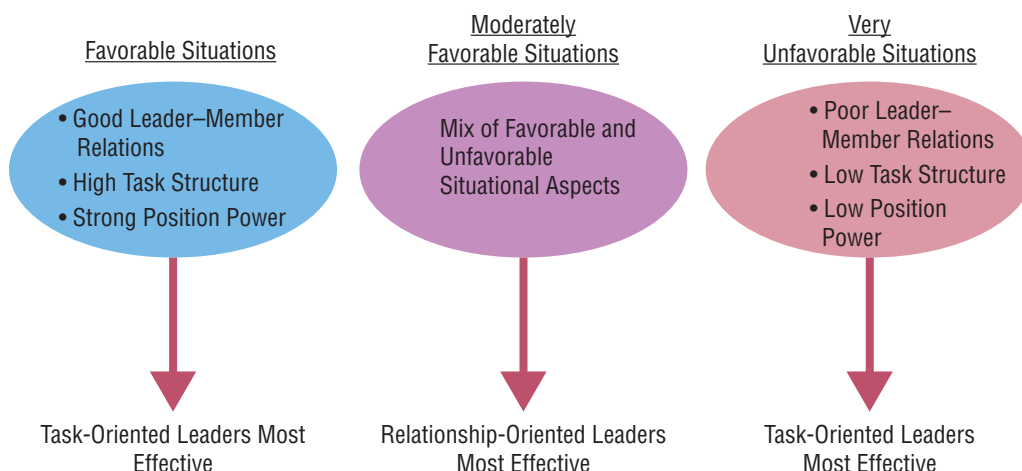 Favorable Situations
• Good Leader–Member
Relations
• High Task Structure
• Strong Position Power
Task-Oriented Leaders Most
Effective
Moderately
Favorable Situations
Mix of Favorable and
Unfavorable
Situational Aspects
Relationship-Oriented Leaders
Most Effective
Very
Unfavorable Situations
• Poor Leader–
Member Relations
• Low Task Structure
• Low Position
Power
Task-Oriented Leaders
Most Effective